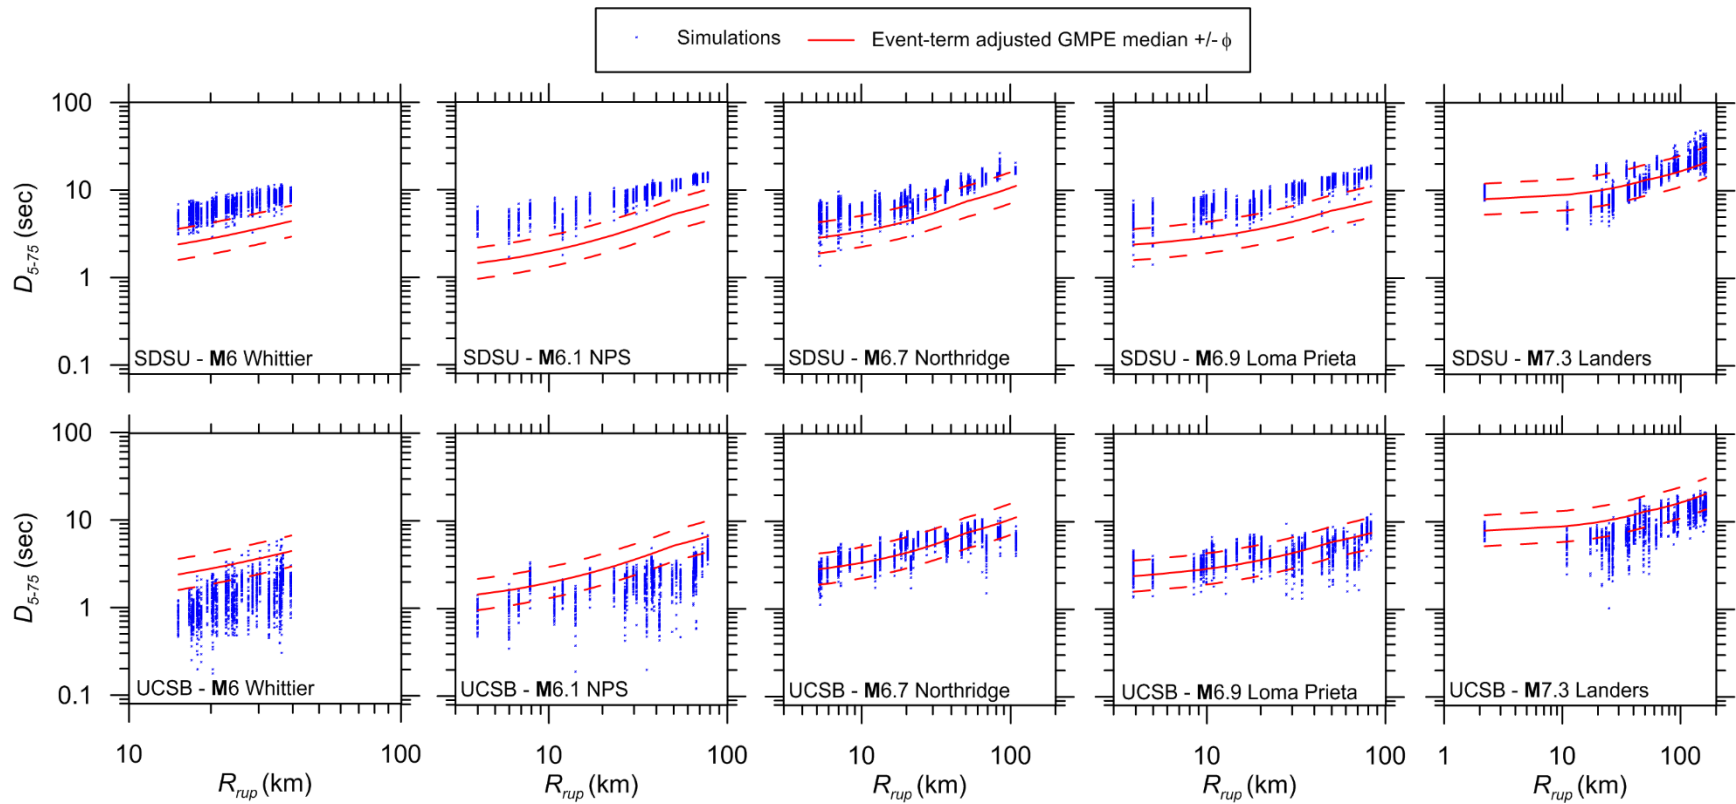 Simulations Event-term adjusted GMPE median +/- ϕ
100
10
1
0.1
D5-75 (sec)
SDSU - M6 Whittier
SDSU - M6.1 NPS
SDSU - M6.7 Northridge
SDSU - M6.9 Loma Prieta
SDSU - M7.3 Landers
100
10
1
0.1
D5-75 (sec)
UCSB - M6 Whittier
UCSB - M6.1 NPS
UCSB - M6.7 Northridge
UCSB - M6.9 Loma Prieta
UCSB - M7.3 Landers
10 100
10 100
10 100
10 100
1 10 100
Rrup (km)
Rrup (km)
Rrup (km)
Rrup (km)
Rrup (km)